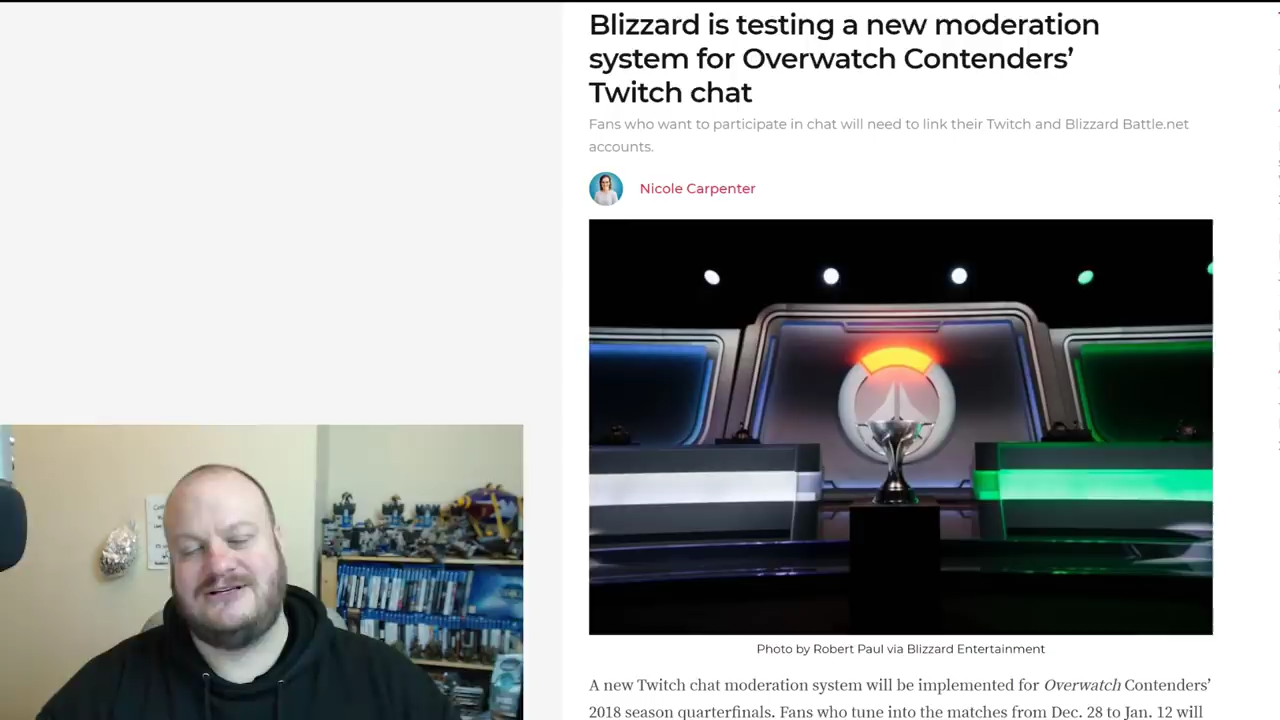 Blizzard is testing a new moderation
system for Overwatch Contenders’
Twitch chat
Fans who want to participate in chat will need to link their Twitch and Blizzard Battle.net
accounts.
Nicole Carpenter
Photo by Robert Paul via Blizzard Entertainment
A new Twitch chat moderation system will be implemented for Overwatch Contenders’
2018 season quarterfinals. Fans who tune into the matches from Dec. 28 to Jan. 12 will